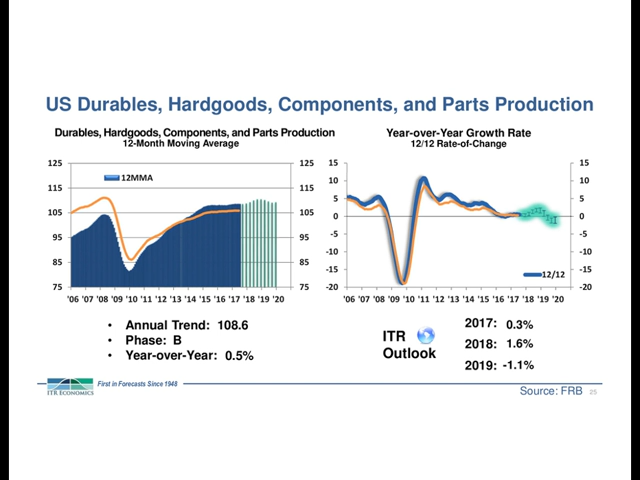 US Durables, Hardgoods, Components, and Parts Production
Durables, Hardgoods, Components, and Parts Production
12-Month Moving Average
125
115
105
95
85
75
12MMA
125
115
105
95
85
75
'06 '07 '08 '09 '10 '11 '12 '13 '14 '15 '16 '17 '18 '19 '20
Year-over-Year Growth Rate
12/12 Rate-of-Change
15
10
5
0
-5
-10
-15
-20
15
10
5
0
-5
-10
-15
-20
12/12
'06 '07 '08 '09 '10 '11 '12 '13 '14 '15 '16 '17 '18 '19 '20
• Annual Trend: 108.6
• Phase: B
• Year-over-Year: 0.5%
ITR
Outlook
2017: 0.3%
2018: 1.6%
2019: -1.1%
ITR ECONOMICS
First in Forecasts Since 1948
Source: FRB
25